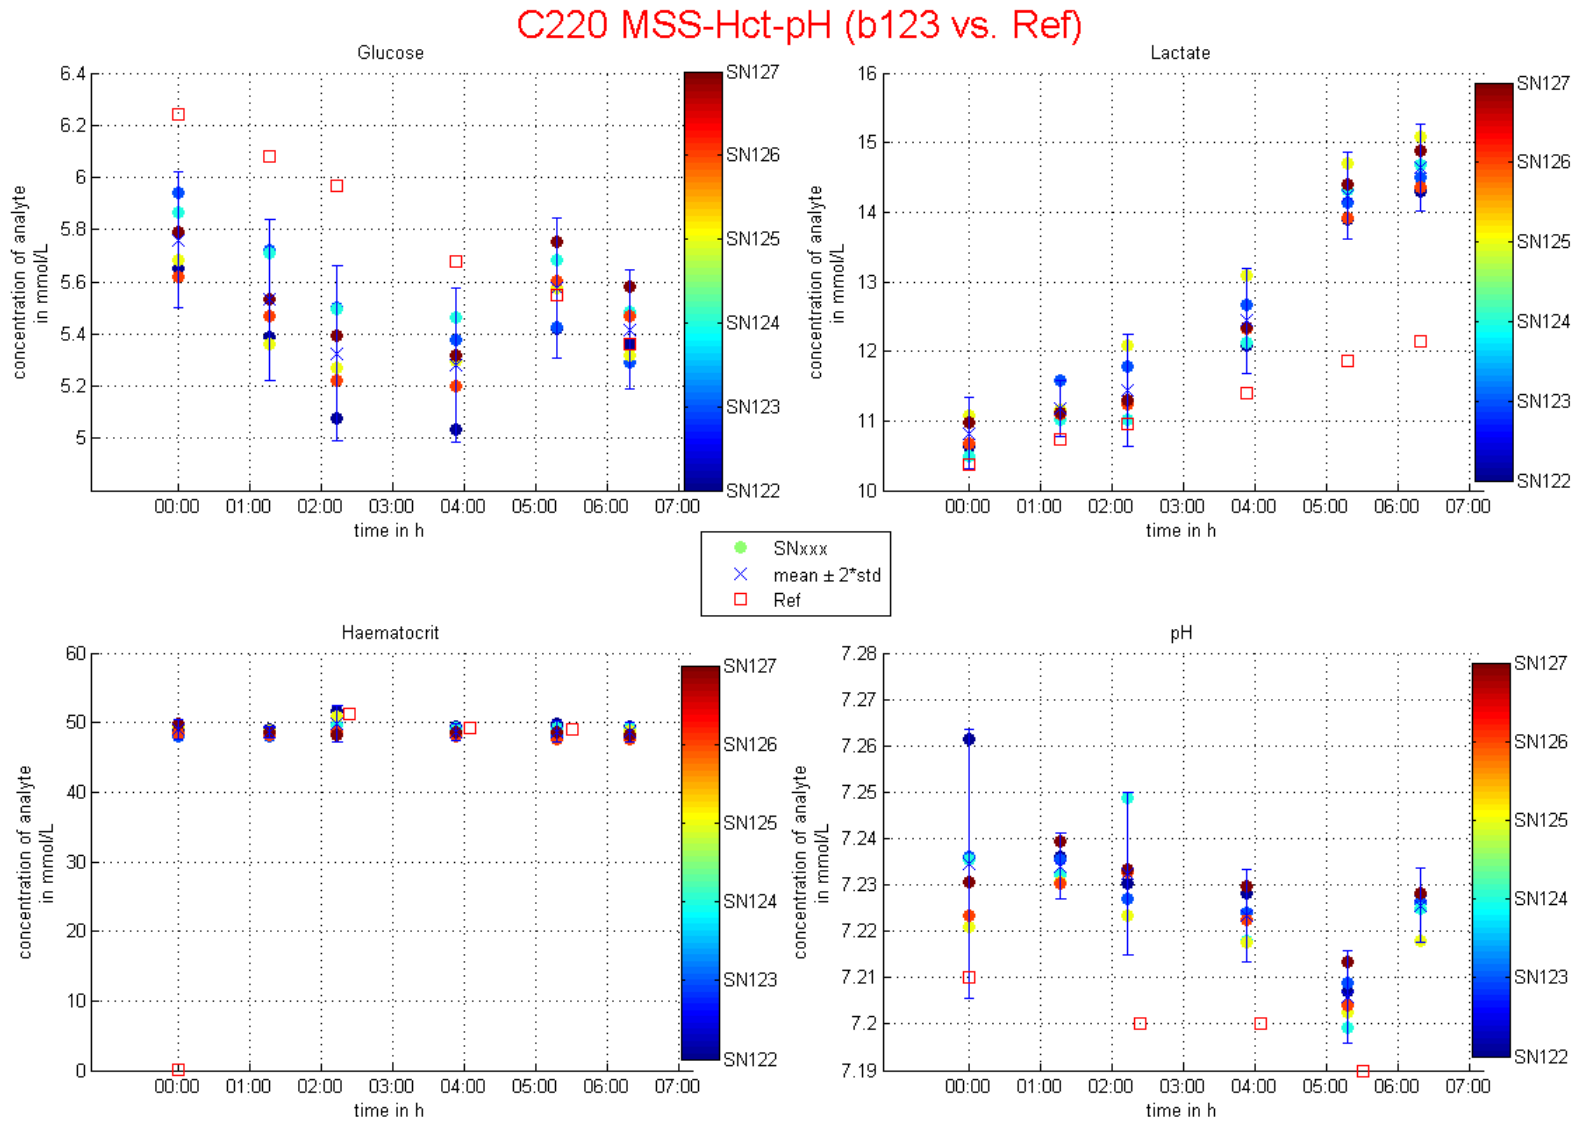 C220 MSS-Hct-pH (b123 vs. Ref)
Glucose
6.4
6.2
6
5.8
5.6
5.4
5.2
5
concentration of analyte
in mmol/L
00:00 01:00 02:00 03:00 04:00 05:00 06:00 07:00
time in h
SN127
SN126
SN125
SN124
SN123
SN122
Lactate
16
15
14
13
12
11
10
concentration of analyte
in mmol/L
00:00 01:00 02:00 03:00 04:00 05:00 06:00 07:00
time in h
SN127
SN126
SN125
SN124
SN123
SN122
SNxxx
mean ± 2*std
Ref
Haematocrit
60
50
40
30
20
10
0
concentration of analyte
in mmol/L
00:00 01:00 02:00 03:00 04:00 05:00 06:00 07:00
time in h
SN127
SN126
SN125
SN124
SN123
SN122
pH
7.28
7.27
7.26
7.25
7.24
7.23
7.22
7.21
7.2
7.19
concentration of analyte
in mmol/L
00:00 01:00 02:00 03:00 04:00 05:00 06:00 07:00
time in h
SN127
SN126
SN125
SN124
SN123
SN122